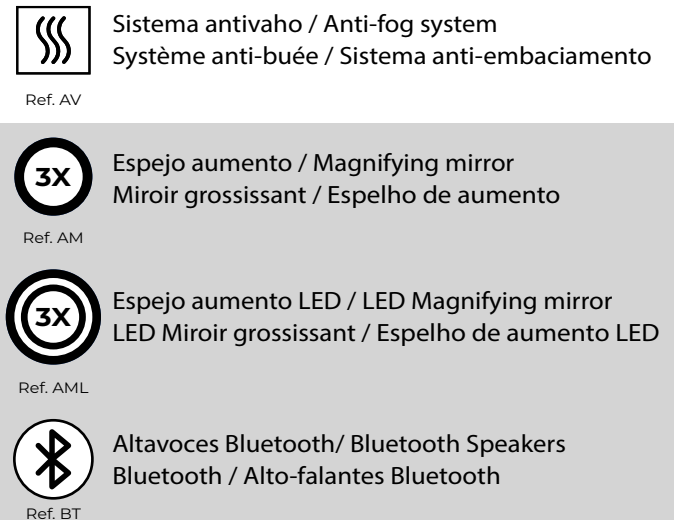 Sistema antivaho / Anti-fog system
Système anti-buée / Sistema anti-embaciamento
Ref. AV
3X
Espejo aumento / Magnifying mirror
Miroir grossissant / Espelho de aumento
Ref. AM
3X
Espejo aumento LED / LED Magnifying mirror
LED Miroir grossissant / Espelho de aumento LED
Ref. AML
Altavoces Bluetooth/ Bluetooth Speakers
Bluetooth / Alto-falantes Bluetooth
Ref. BT